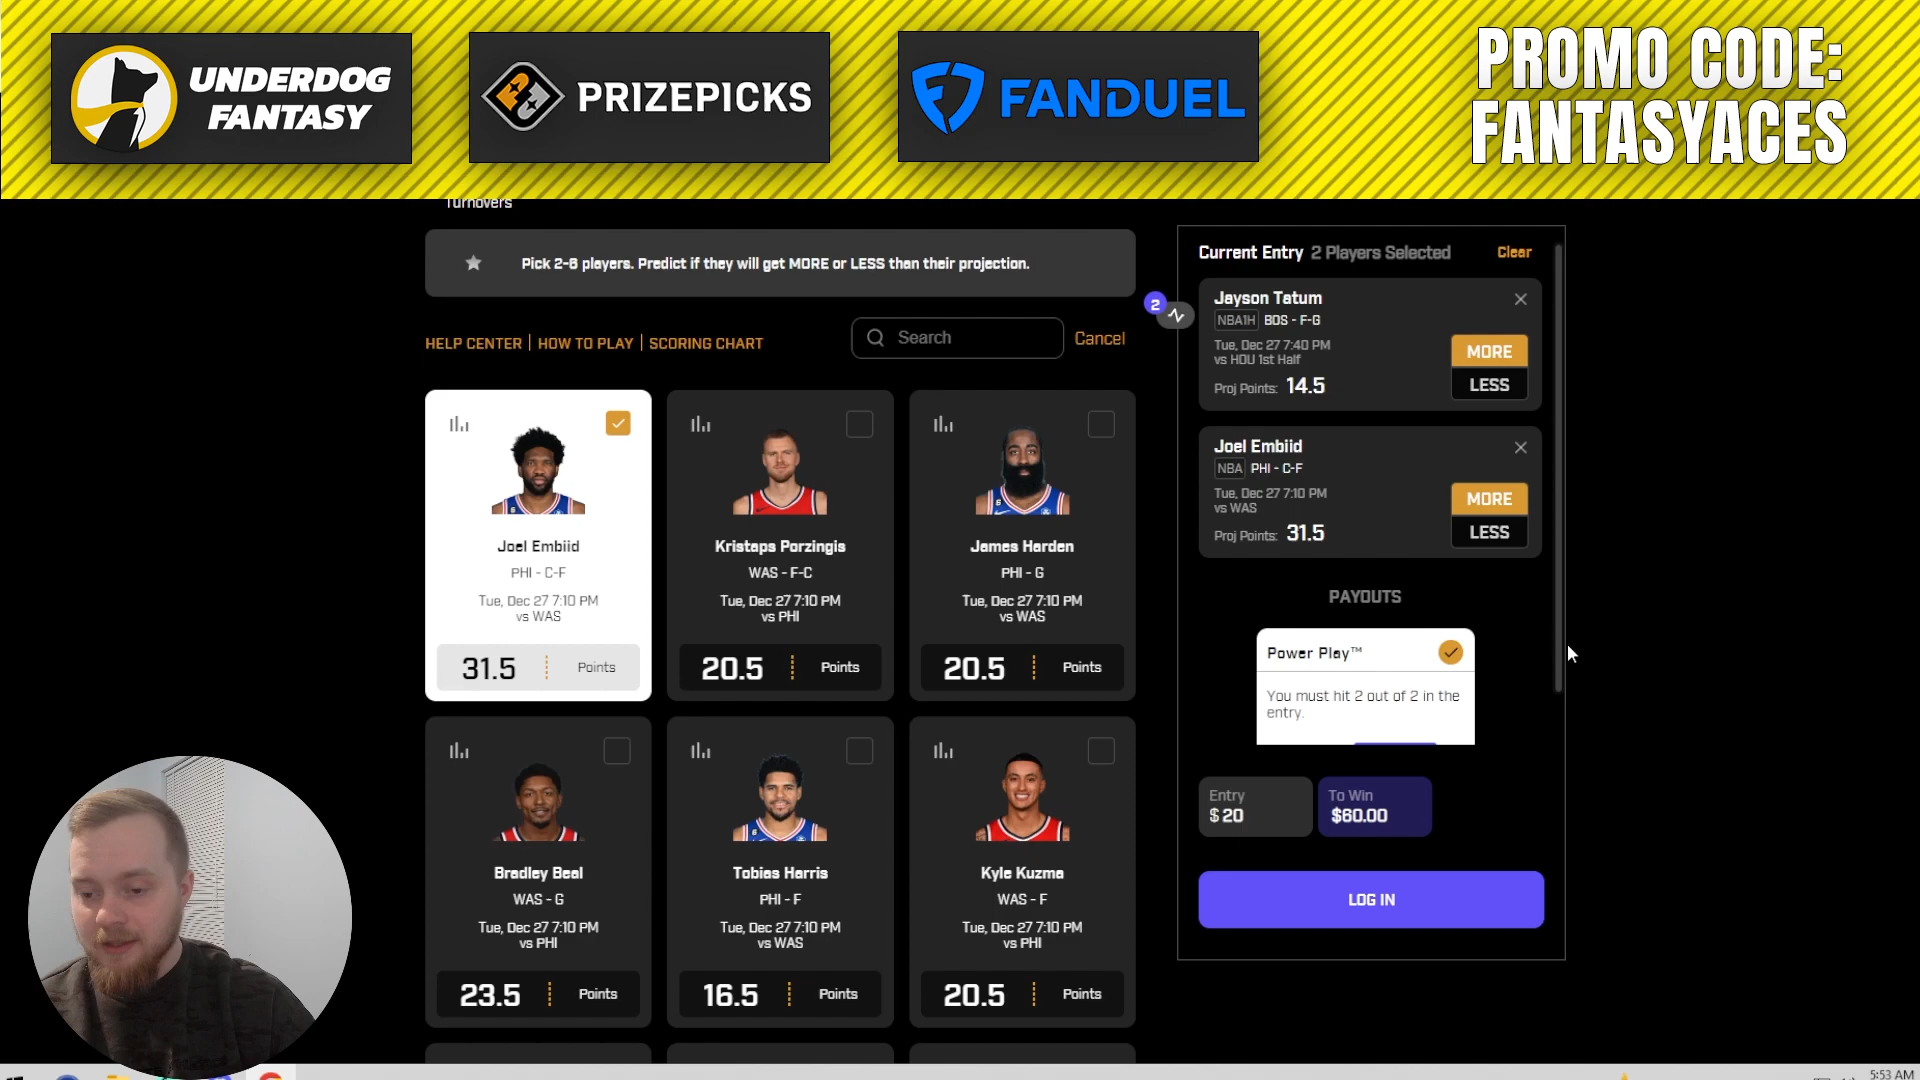 UNDERDOG
FANTASY
PRIZEPICKS
FANDUEL
PROMO CODE:
FANTASYACES
Turnovers
Pick 2-6 players. Predict if they will get MORE or LESS than their projection.
HELP CENTER | HOW TO PLAY | SCORING CHART
Search
Cancel
Joel Embiid
PHI - C-F
Tue, Dec 27 7:10 PM
vs WAS
31.5 Points
Kristaps Porzingis
WAS - F-C
Tue, Dec 27 7:10 PM
vs PHI
20.5 Points
James Harden
PHI - G
Tue, Dec 27 7:10 PM
vs WAS
20.5 Points
Bradley Beal
WAS - G
Tue, Dec 27 7:10 PM
vs PHI
23.5 Points
Tobias Harris
PHI - F
Tue, Dec 27 7:10 PM
vs WAS
16.5 Points
Kyle Kuzma
WAS - F
Tue, Dec 27 7:10 PM
vs PHI
20.5 Points
2
Current Entry 2 Players Selected Clear
Jayson Tatum
NBA1H BOS - F-G
Tue, Dec 27 7:40 PM
vs HOU 1st Half
Proj Points: 14.5
MORE
LESS
Joel Embiid
NBA PHI - C-F
Tue, Dec 27 7:10 PM
vs WAS
Proj Points: 31.5
MORE
LESS
PAYOUTS
Power Play™
You must hit 2 out of 2 in the
entry.
Entry
$ 20
To Win
$60.00
LOG IN
5:53 AM